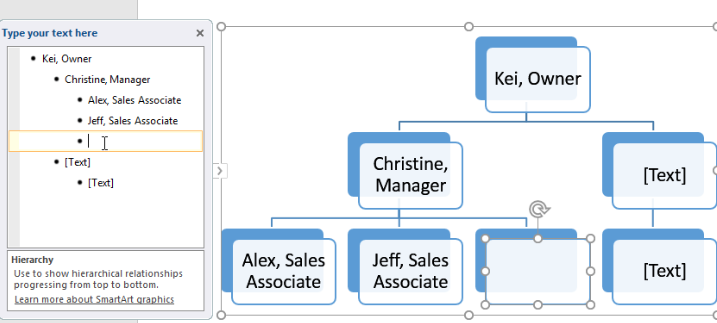 Type your text here
Kei, Owner
Christine, Manager
Alex, Sales Associate
Jeff, Sales Associate
[Text]
[Text]
Hierarchy
Use to show hierarchical relationships
progressing from top to bottom.
Learn more about SmartArt graphics
Kei, Owner
Christine,
Manager
[Text]
Alex, Sales
Associate
Jeff, Sales
Associate
[Text]